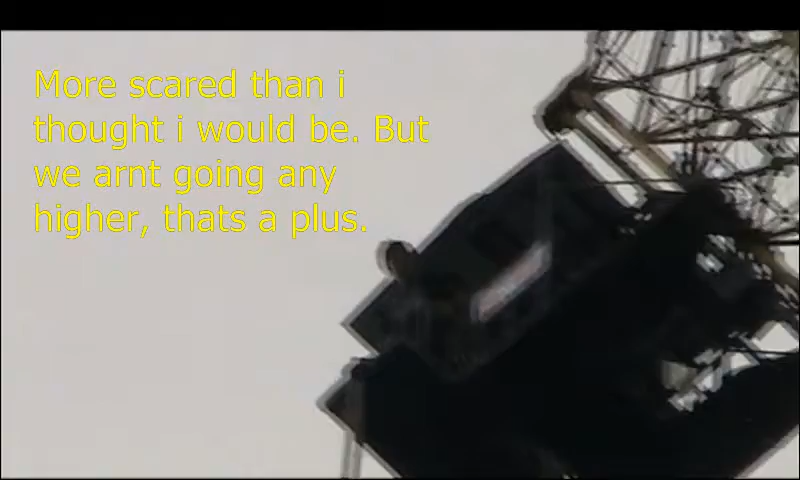 More scared than i
thought i would be. But
we arnt going any
higher, thats a plus.